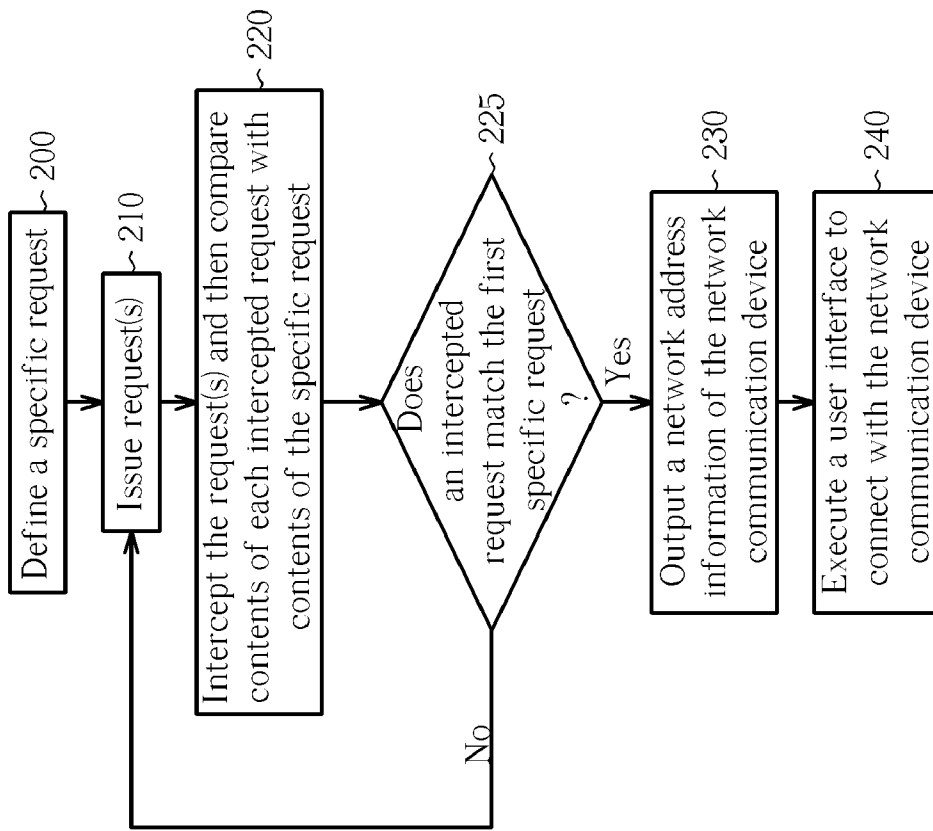 Define a specific request
200
Issue request(s)
210
Intercept the request(s) and then compare
contents of each intercepted request with
contents of the specific request
220
Does
an intercepted
request match the first
specific request
?
225
No
Yes
Output a network address
information of the network
communication device
230
Execute a user interface to
connect with the network
communication device
240